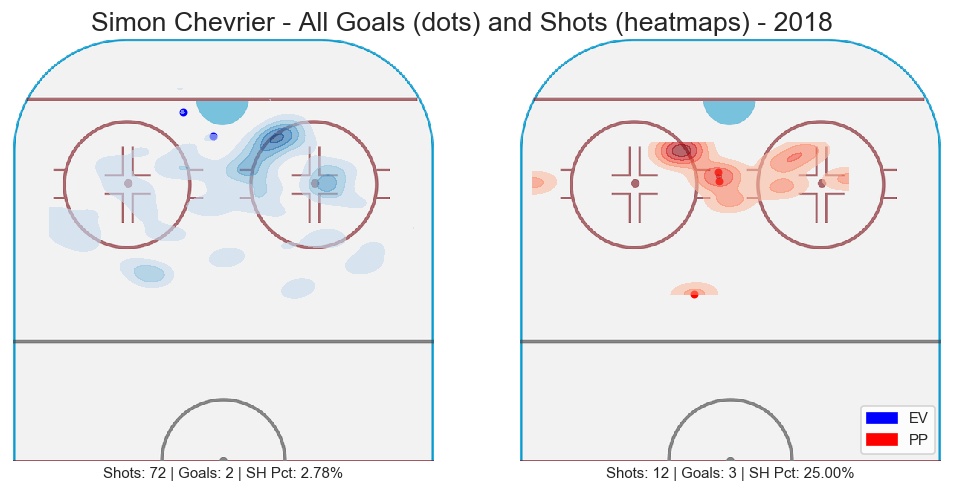 Simon Chevrier - All Goals (dots) and Shots (heatmaps) - 2018
EV
PP
Shots: 72 | Goals: 2 | SH Pct: 2.78%
Shots: 12 | Goals: 3 | SH Pct: 25.00%